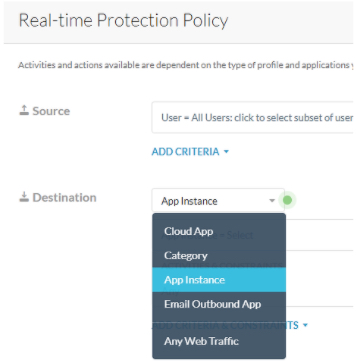 Real-time Protection Policy
Activities and actions available are dependent on the type of profile and applications
Source
User = All Users: click to select subset of user
ADD CRITERIA
Destination
App Instance
Cloud App
Category
App Instance
Email Outbound App
Any Web Traffic